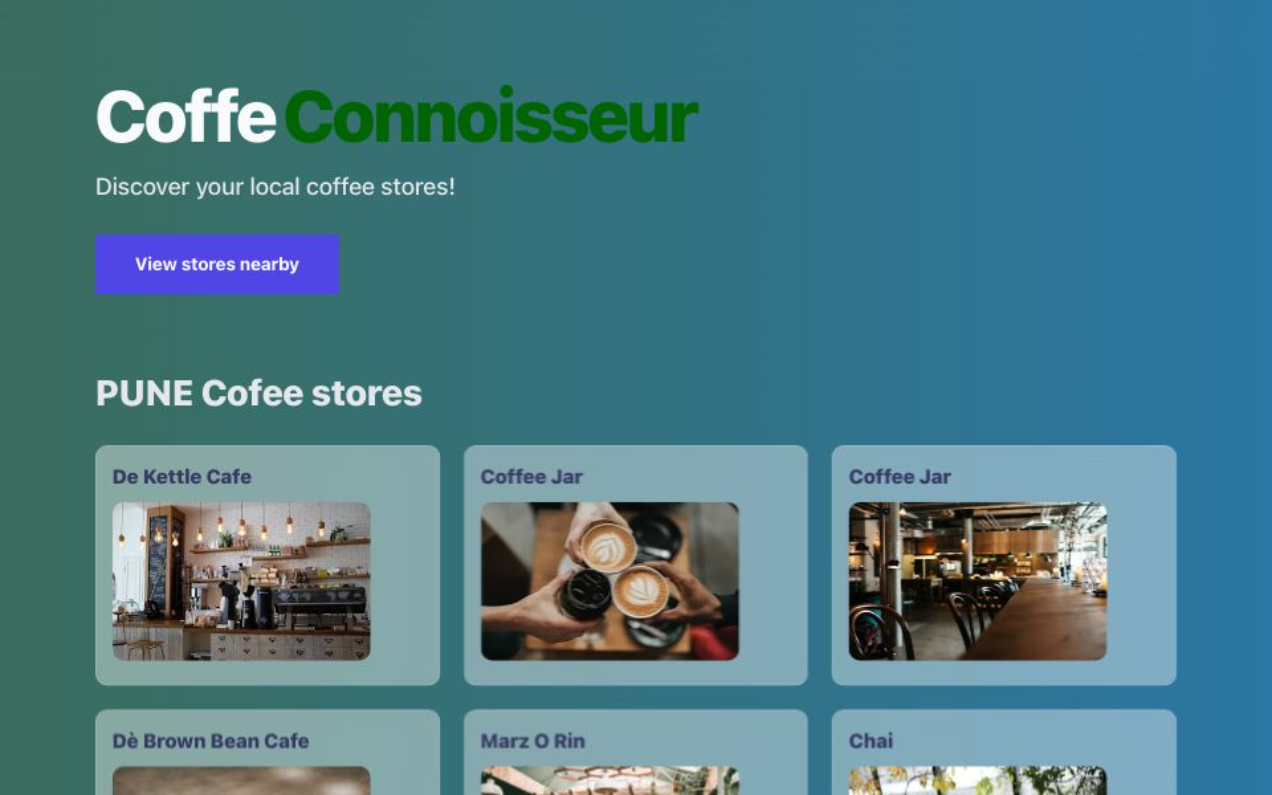 Coffe Connoisseur
Discover your local coffee stores!
View stores nearby
PUNE Cofee stores
De Kettle Cafe
Coffee Jar
Coffee Jar
Dè Brown Bean Cafe
Marz O Rin
Chai